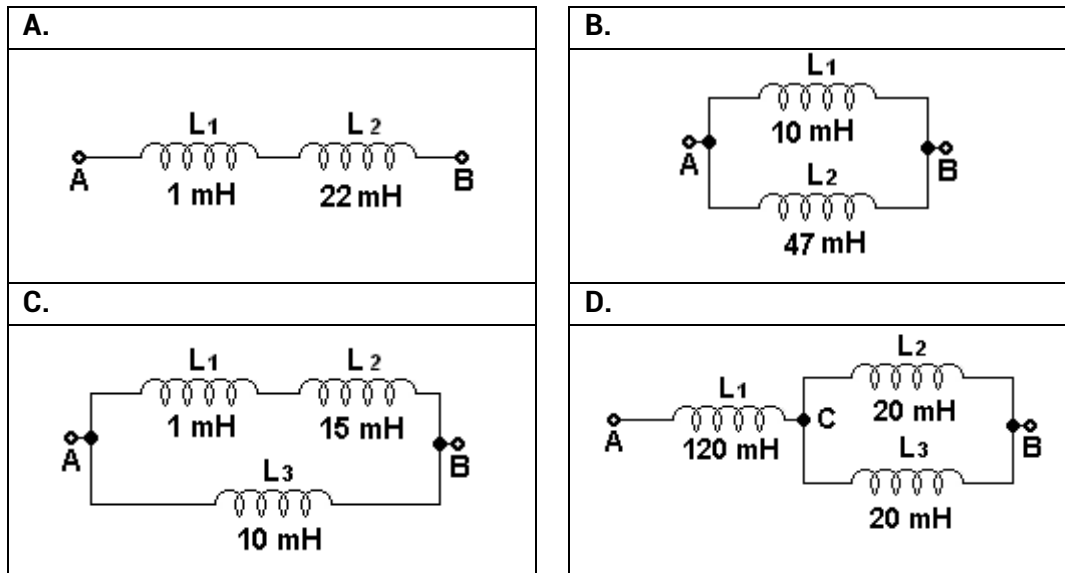 A.
L1 L2
A 1 mH 22 mH B
B.
L1
10 mH
A B
L2
47 mH
C.
L1 L2
1 mH 15 mH
A B
L3
10 mH
D.
L2
L1 20 mH
A 120 mH C B
L3
20 mH